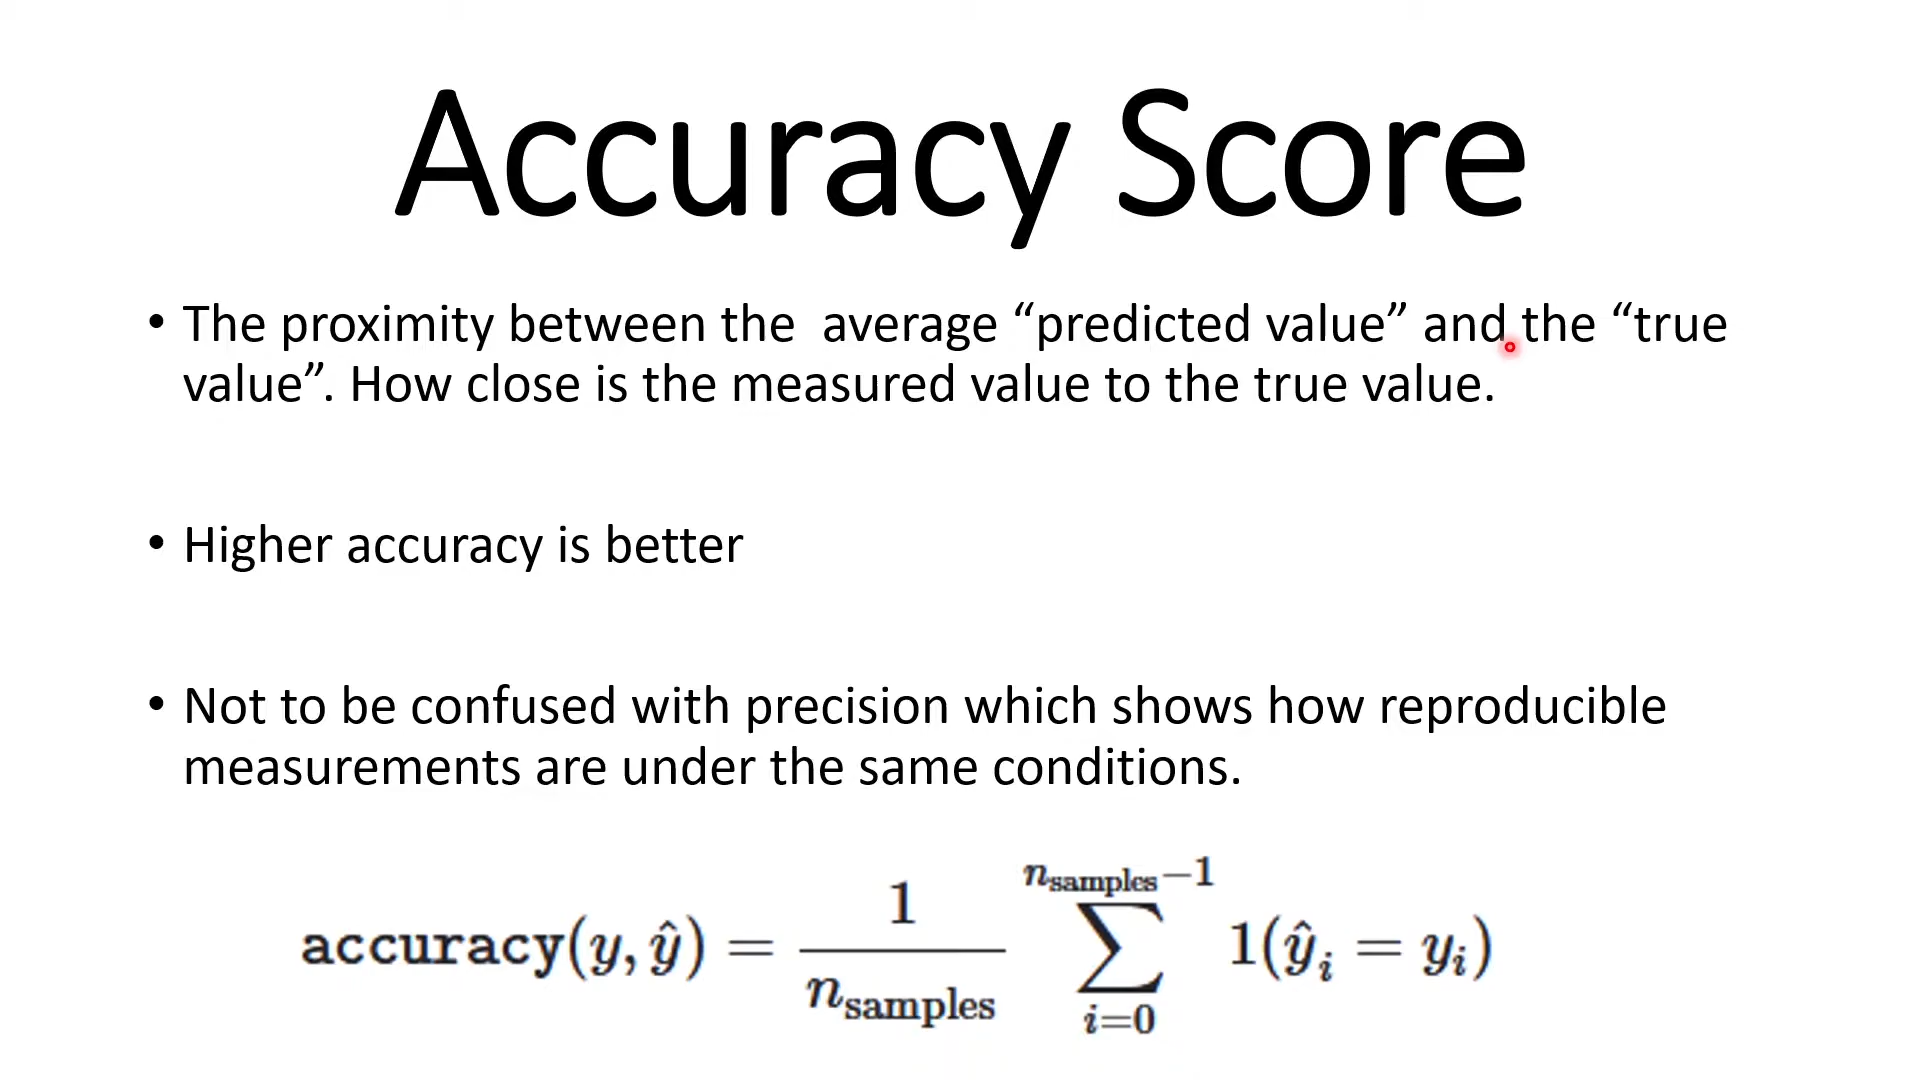 Accuracy Score
• The proximity between the  average “predicted value” and the “true
value”. How close is the measured value to the true value.
• Higher accuracy is better
• Not to be confused with precision which shows how reproducible
measurements are under the same conditions.
accuracy(y, ŷ) = 1/n_samples ∑_{i=0}^{n_samples−1} 1(ŷ_i = y_i)